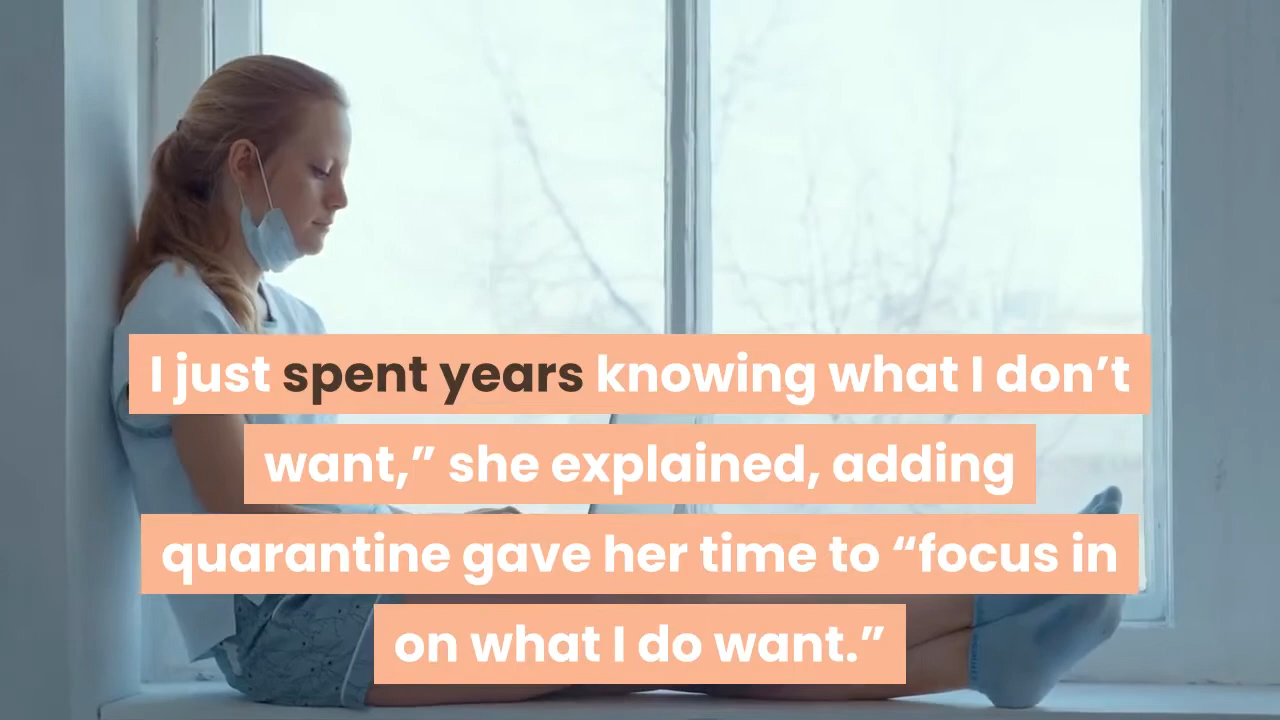 I just spent years knowing what I don’t
want,” she explained, adding
quarantine gave her time to “focus in
on what I do want.”